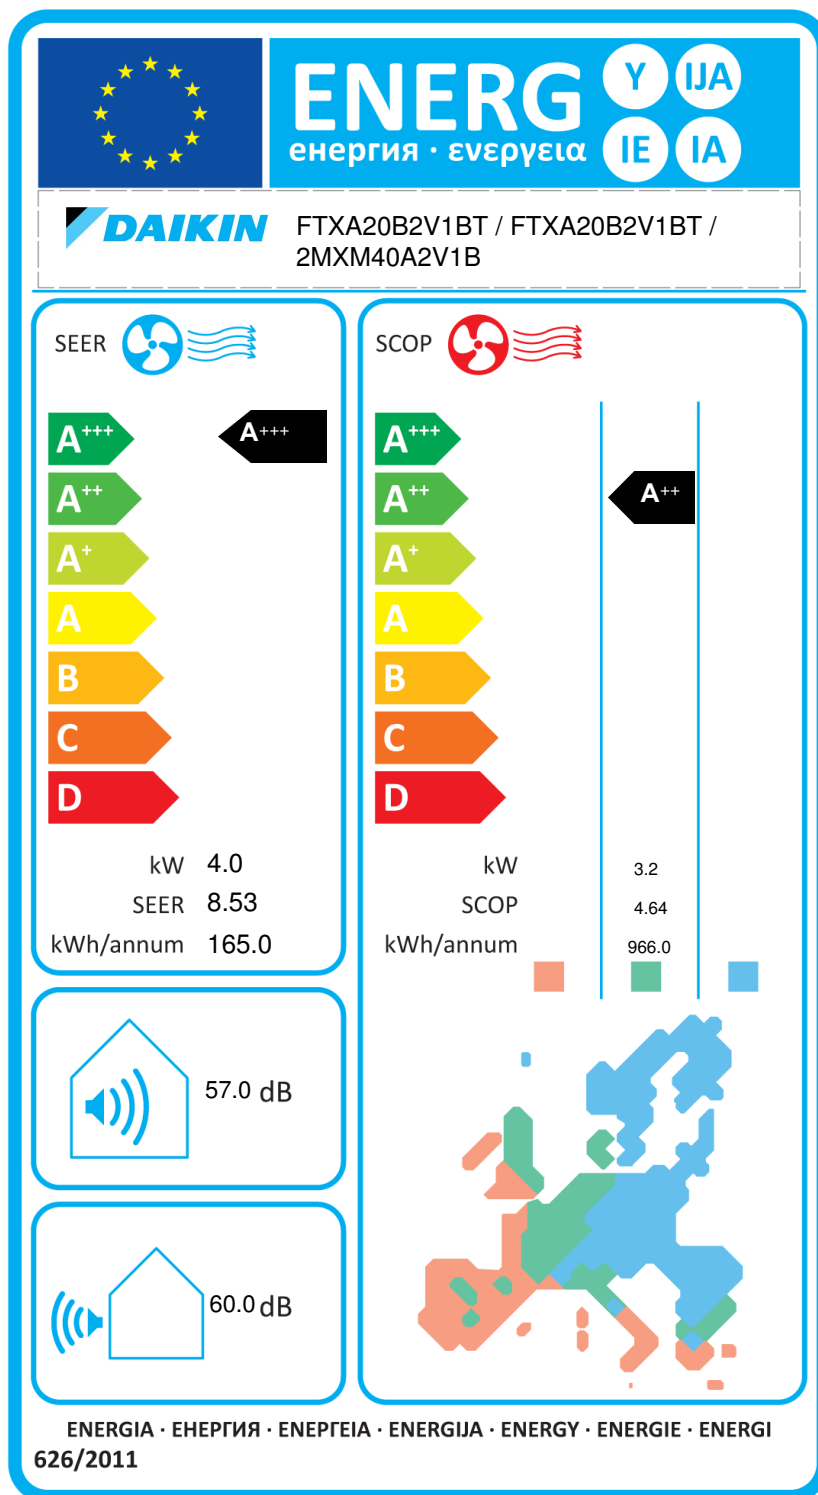 ENERG
енергия · ενεργεια
Y IJA
IE IA
DAIKIN
FTXA20B2V1BT / FTXA20B2V1BT /
2MXM40A2V1B
SEER
A+++
A+++
A++
A+
A
B
C
D
kW 4.0
SEER 8.53
kWh/annum 165.0
SCOP
A+++
A++
A++
A+
A
B
C
D
kW 3.2
SCOP 4.64
kWh/annum 966.0
57.0 dB
60.0 dB
ENERGIA · ЕНЕРГИЯ · ΕΝΕΡΓΕΙΑ · ENERGIJA · ENERGY · ENERGIE · ENERGI
626/2011